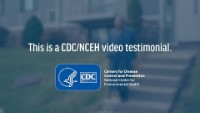 This is a CDC/NCEH video testimonial.
CDC
Centers for Disease
Control and Prevention
National Center for
Environmental Health